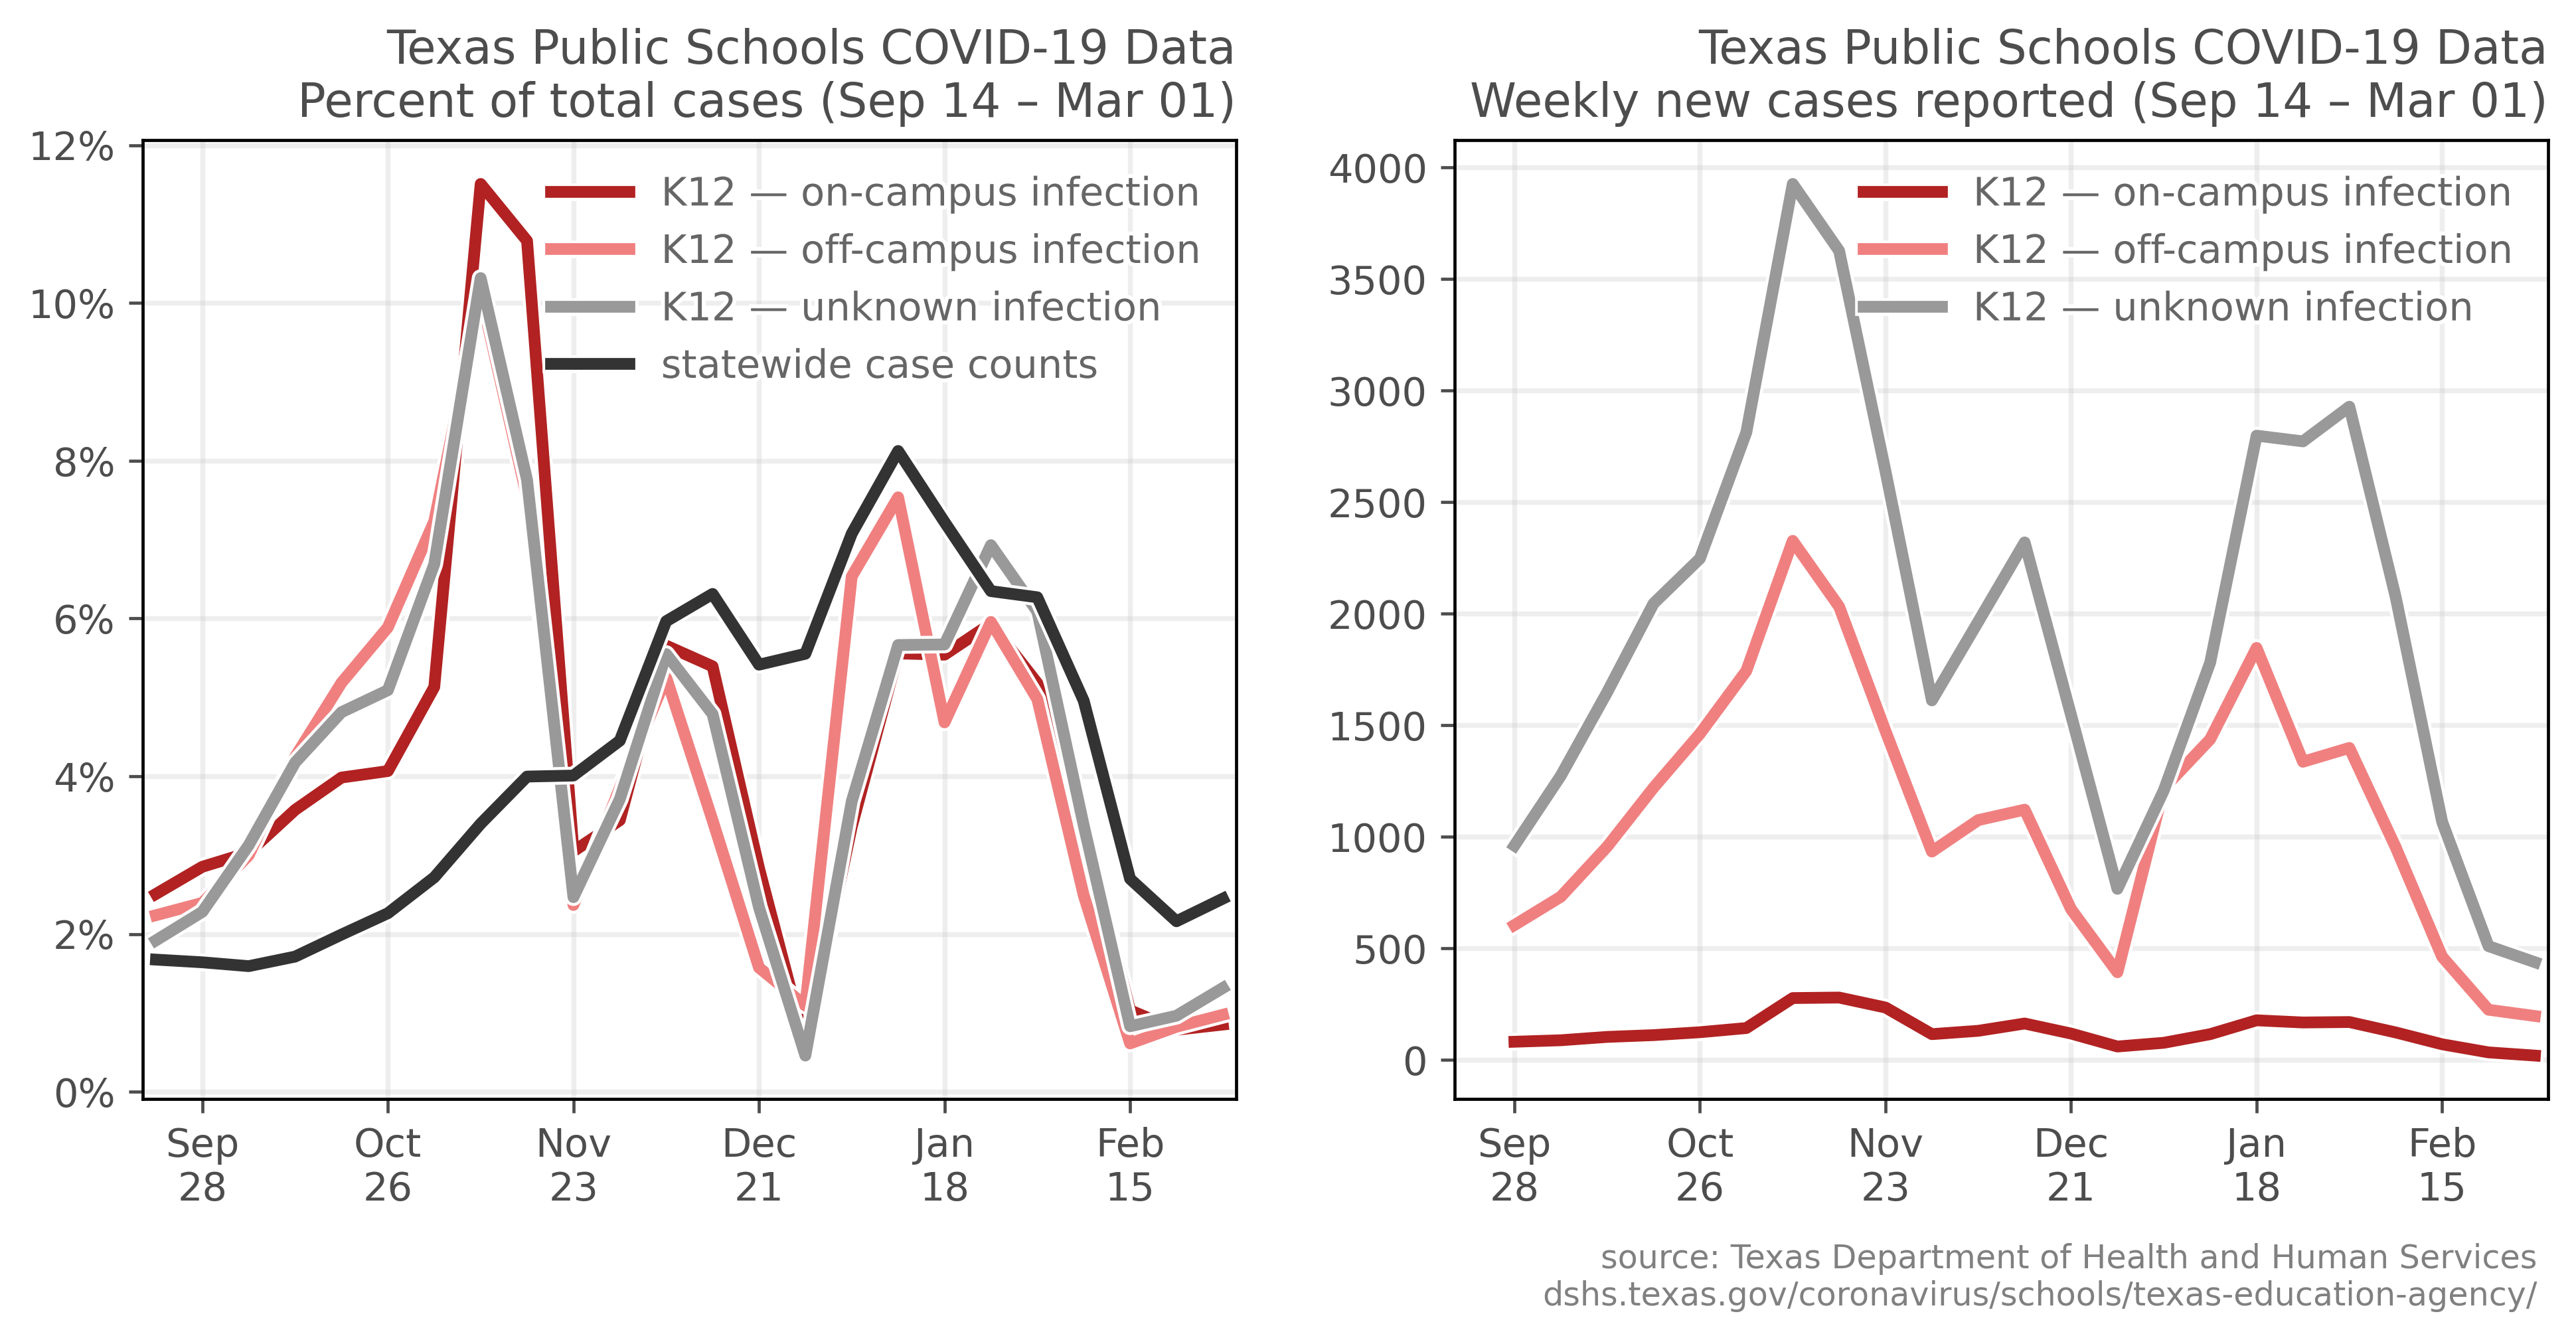 Texas Public Schools COVID-19 Data
Percent of total cases (Sep 14 – Mar 01)
12%
10%
8%
6%
4%
2%
0%
K12 — on-campus infection
K12 — off-campus infection
K12 — unknown infection
statewide case counts
Sep
28
Oct
26
Nov
23
Dec
21
Jan
18
Feb
15
Texas Public Schools COVID-19 Data
Weekly new cases reported (Sep 14 – Mar 01)
4000
3500
3000
2500
2000
1500
1000
500
0
K12 — on-campus infection
K12 — off-campus infection
K12 — unknown infection
Sep
28
Oct
26
Nov
23
Dec
21
Jan
18
Feb
15
source: Texas Department of Health and Human Services
dshs.texas.gov/coronavirus/schools/texas-education-agency/